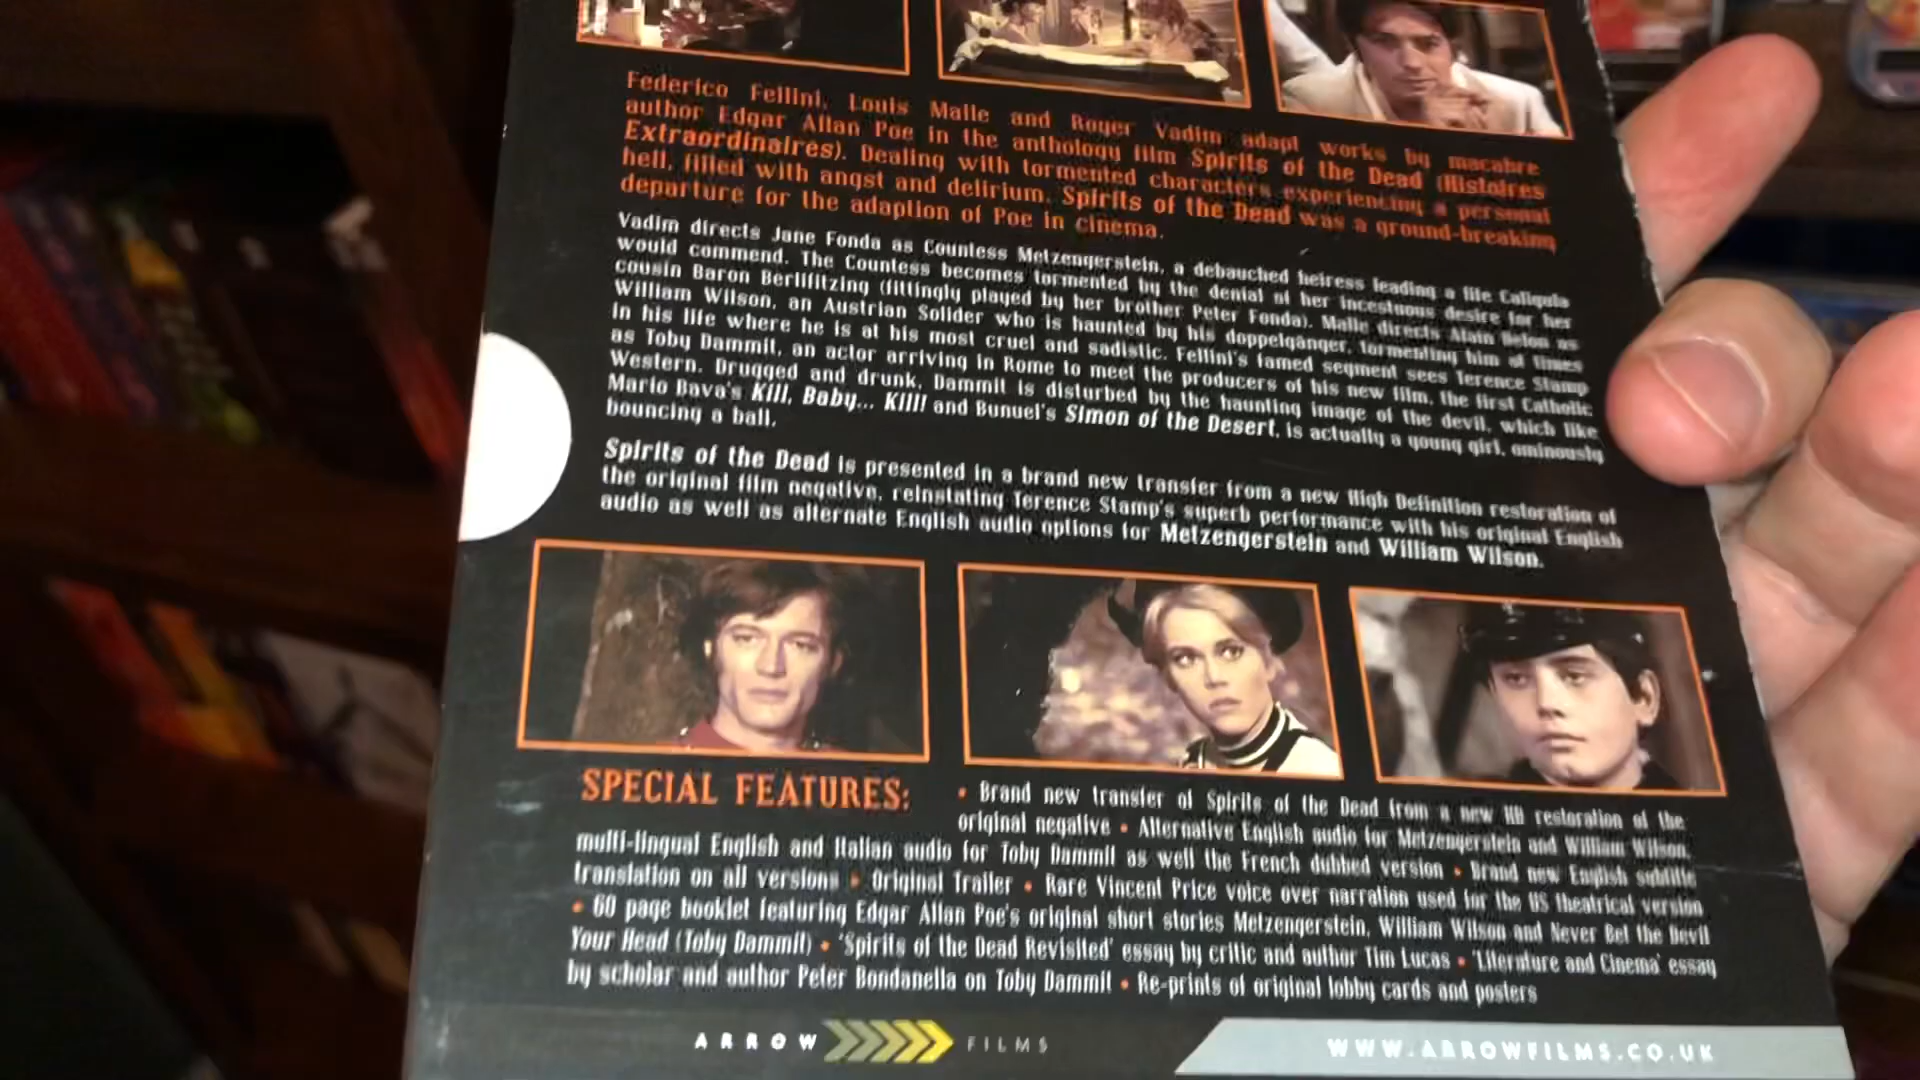 Federico Fellini, Louis Malle and Roger Vadim adapt works by macabre
author Edgar Allan Poe in the anthology film Spirits of the Dead (Histoires
Extraordinaires). Dealing with tormented characters experiencing a personal
hell, filled with angst and delirium, Spirits of the Dead was a ground-breaking
departure for the adaption of Poe in cinema.
Vadim directs Jane Fonda as Countess Metzengerstein, a debauched heiress leading a life Caligula
would commend. The Countess becomes tormented by the denial of her incestuous desire for her
cousin Baron Berlifitzing (fittingly played by her brother Peter Fonda). Malle directs Alain Delon as
William Wilson, an Austrian Solider who is haunted by his doppelgänger, tormenting him at times
in his life where he is at his most cruel and sadistic. Fellini's famed segment sees Terence Stamp
as Toby Dammit, an actor arriving in Rome to meet the producers of his new film, the first Catholic
Western. Drugged and drunk, Dammit is disturbed by the haunting image of the devil, which like
Mario Bava's Kill, Baby... Kill! and Bunuel's Simon of the Desert, is actually a young girl, ominously
bouncing a ball.
Spirits of the Dead is presented in a brand new transfer from a new High Definition restoration of
the original film negative, reinstating Terence Stamp's superb performance with his original English
audio as well as alternate English audio options for Metzengerstein and William Wilson.
SPECIAL FEATURES:
• Brand new transfer of Spirits of the Dead from a new HD restoration of the
original negative • Alternative English audio for Metzengerstein and William Wilson,
multi-lingual English and Italian audio for Toby Dammit as well the French dubbed version • Brand new English subtitle
translation on all versions • Original Trailer • Rare Vincent Price voice over narration used for the US theatrical version
• 60 page booklet featuring Edgar Allan Poe's original short stories Metzengerstein, William Wilson and Never Bet the Devil
Your Head (Toby Dammit) • 'Spirits of the Dead Revisited' essay by critic and author Tim Lucas • 'Literature and Cinema' essay
by scholar and author Peter Bondanella on Toby Dammit • Re-prints of original lobby cards and posters
ARROW FILMS
WWW.ARROWFILMS.CO.UK